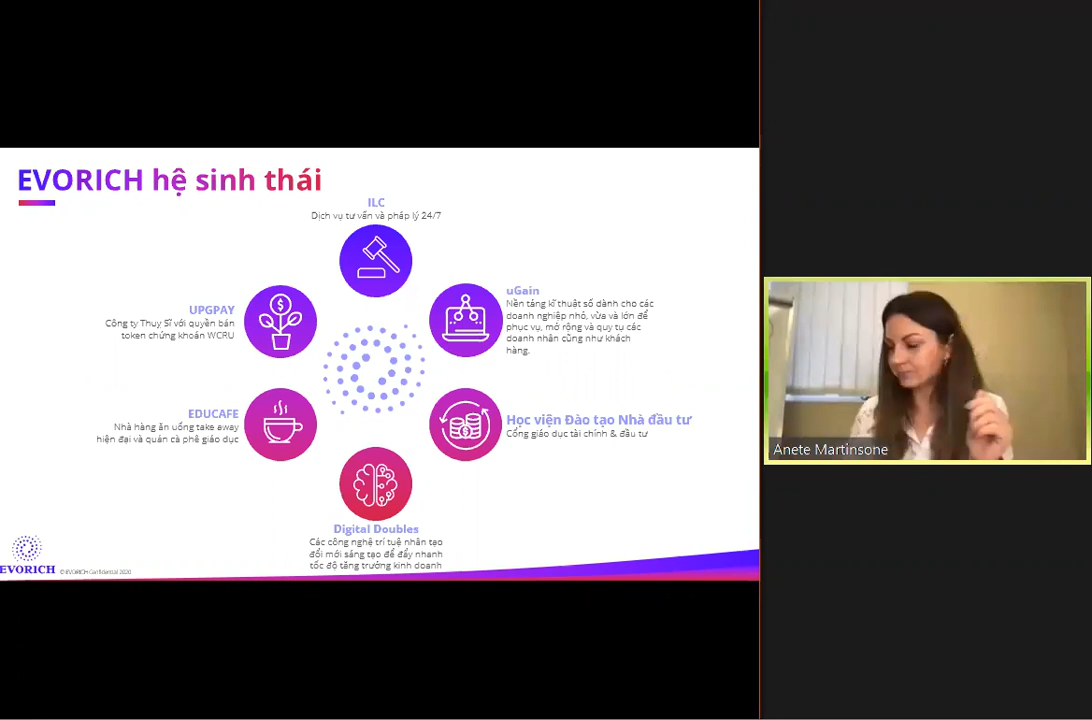 EVORICH hệ sinh thái
ILC
Dịch vụ tư vấn và pháp lý 24/7
UPGPAY
Công ty Thuỵ Sĩ với quyền bán
token chứng khoán WCRU
uGain
Nền tảng kĩ thuật số dành cho các
doanh nghiệp nhỏ, vừa và lớn để
phục vụ, mở rộng và quy tụ các
doanh nhân cũng như khách
hàng.
EDUCAFE
Nhà hàng ăn uống take away
hiện đại và quán cà phê giáo dục
Học viện Đào tạo Nhà đầu tư
Cổng giáo dục tài chính & đầu tư
Digital Doubles
Các công nghệ trí tuệ nhân tạo
đổi mới sáng tạo để đẩy nhanh
tốc độ tăng trưởng kinh doanh
EVORICH
© EVORICH Confidential 2020
Anete Martinsone